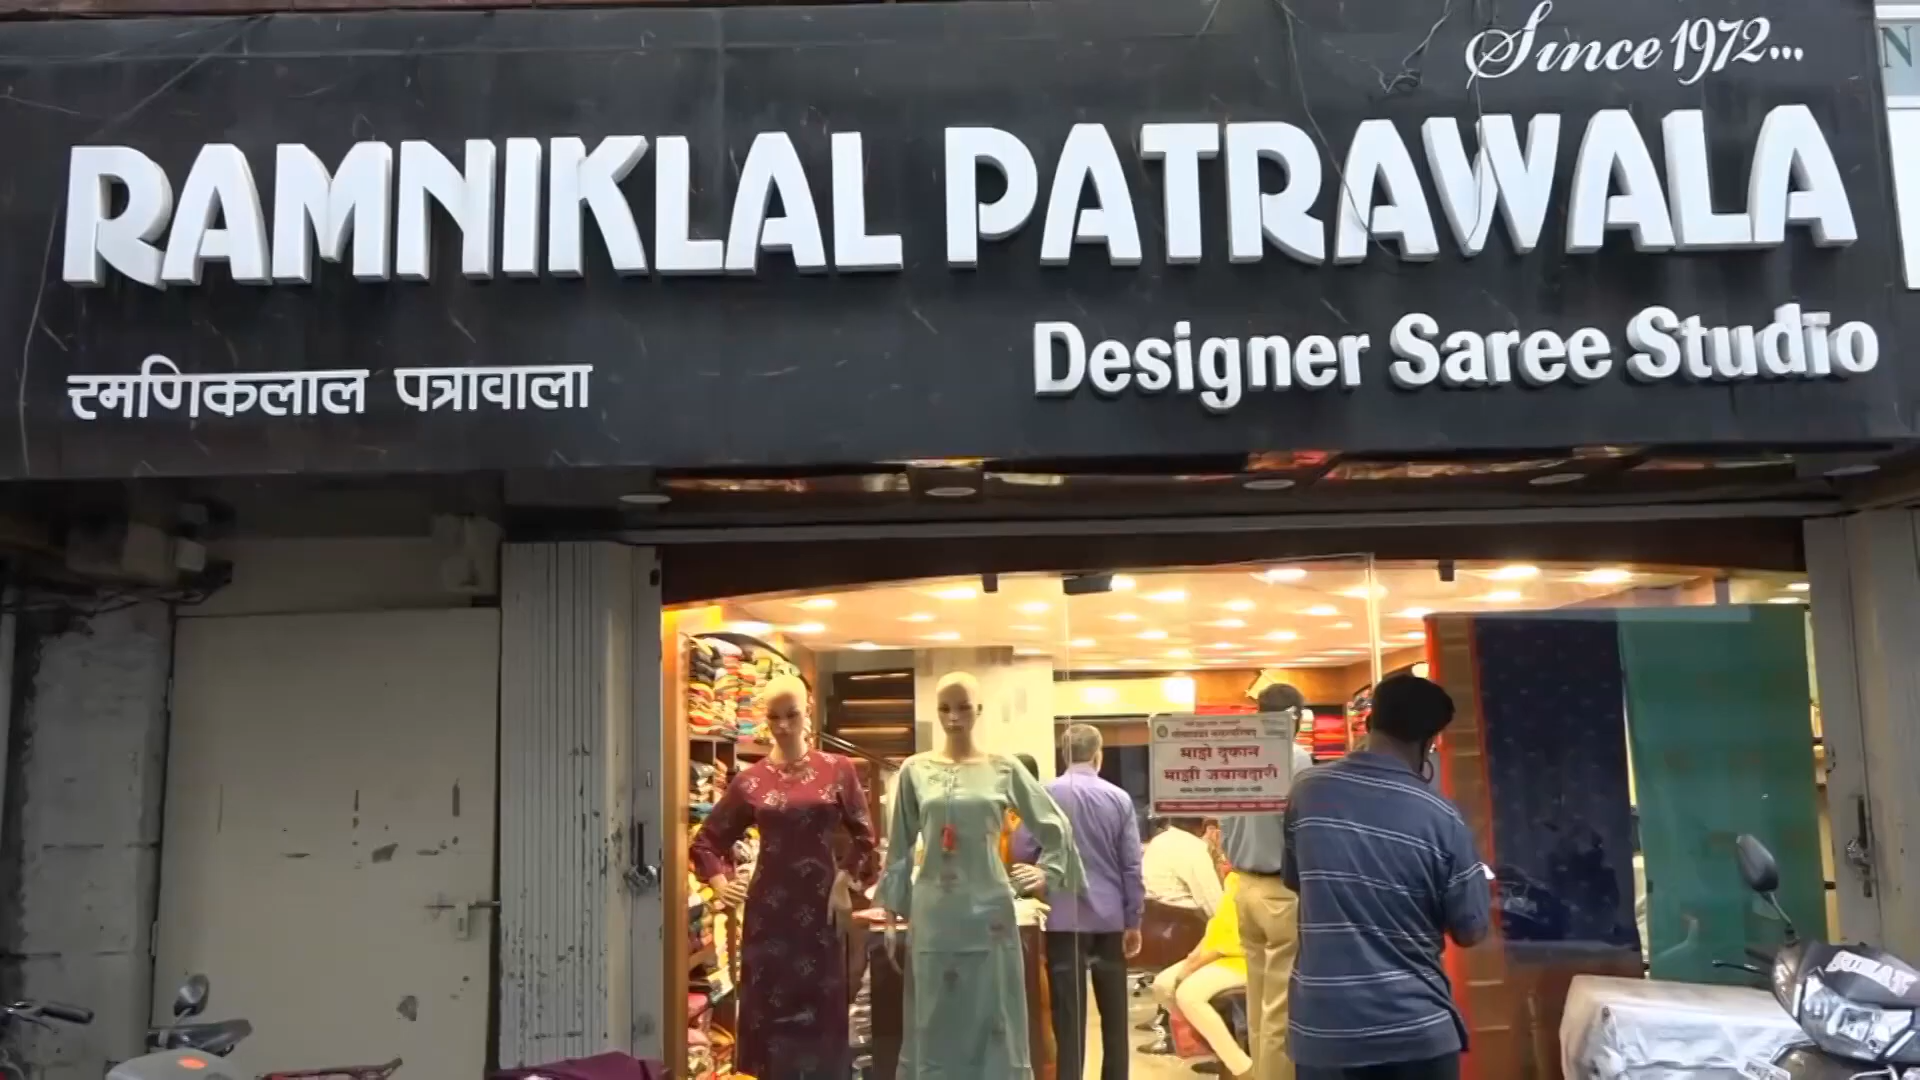 Since 1972...
RAMNIKLAL PATRAWALA
Designer Saree Studio
रमणिकलाल पत्रावाला
माझे दुकान
माझी जबाबदारी